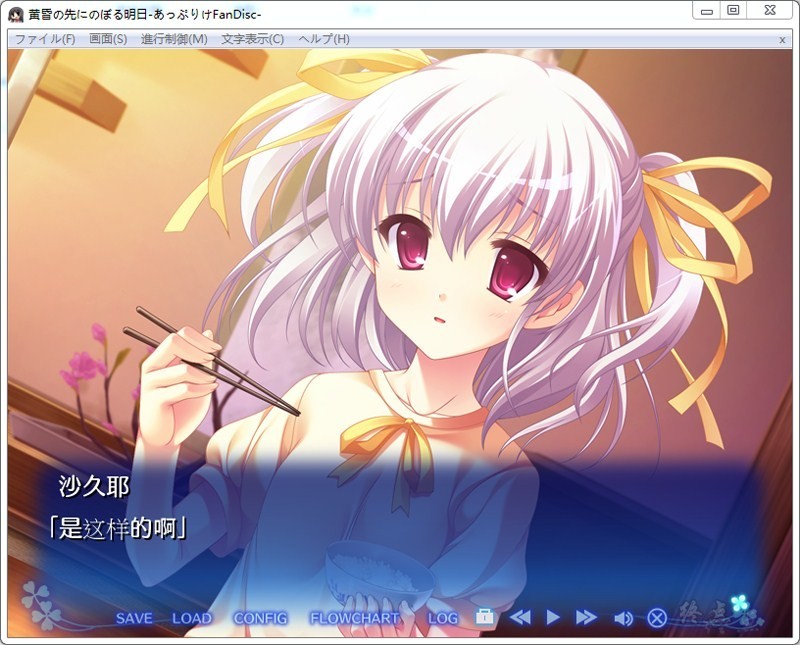 黄昏の先にのぼる明日-あっぷりけFanDisc-
ファイル(F) 画面(S) 進行制御(M) 文字表示(C) ヘルプ(H) x
沙久耶
「是这样的啊」
SAVE LOAD CONFIG FLOWCHART LOG